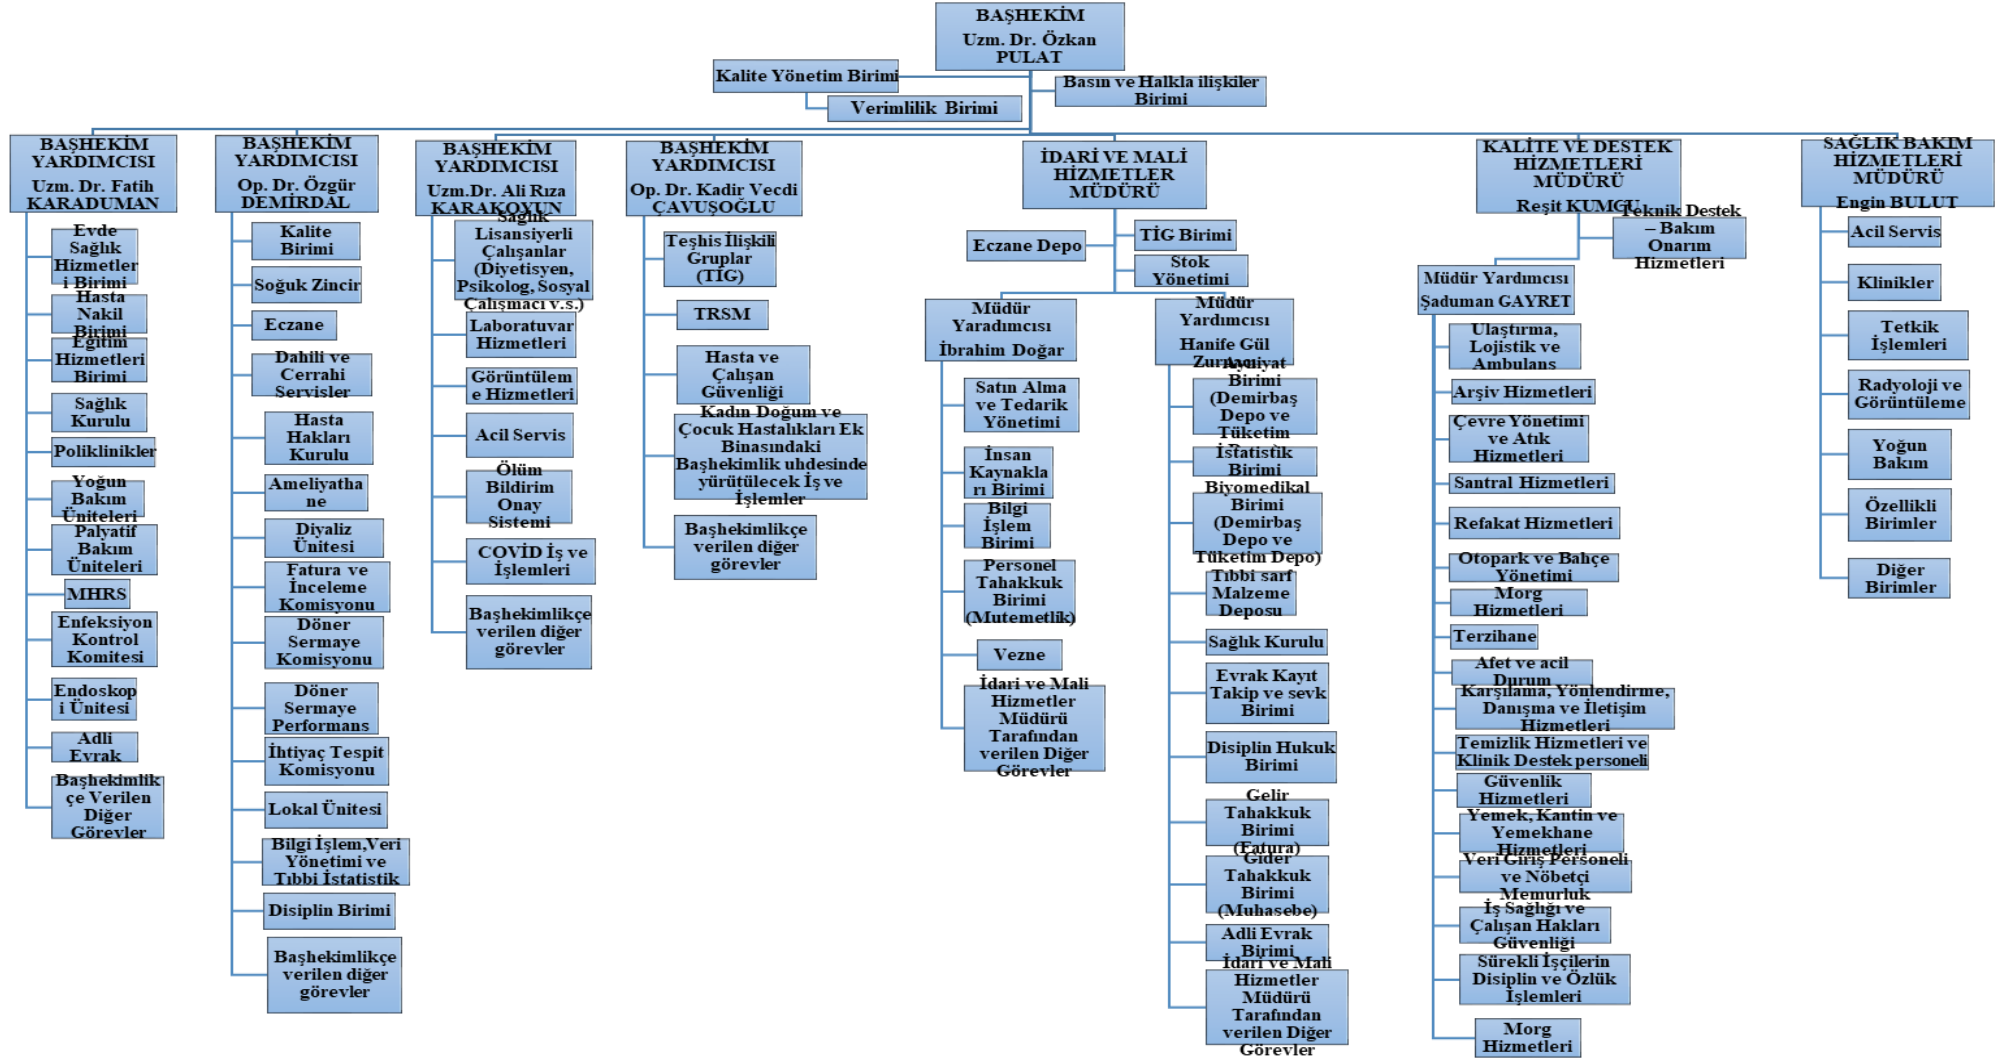 BAŞHEKİM
Uzm. Dr. Özkan
PULAT
Kalite Yönetim Birimi
Verimlilik Birimi
Basın ve Halkla ilişkiler
Birimi
BAŞHEKİM
YARDIMCISI
Uzm. Dr. Fatih
KARADUMAN
Evde
Sağlık
Hizmetler
i Birimi
Hasta
Nakil
Birimi
Eğitim
Hizmetleri
Birimi
Sağlık
Kurulu
Poliklinikler
Yoğun
Bakım
Üniteleri
Palyatif
Bakım
Üniteleri
MHRS
Enfeksiyon
Kontrol
Komitesi
Endoskop
i Ünitesi
Adli
Evrak
Başhekimlik
çe Verilen
Diğer
Görevler
BAŞHEKİM
YARDIMCISI
Op. Dr. Özgür
DEMİRDAL
Kalite
Birimi
Soğuk Zincir
Eczane
Dahili ve
Cerrahi
Servisler
Hasta
Hakları
Kurulu
Ameliyatha
ne
Diyaliz
Ünitesi
Fatura ve
İnceleme
Komisyonu
Döner
Sermaye
Komisyonu
Döner
Sermaye
Performans
İhtiyaç Tespit
Komisyonu
Lokal Ünitesi
Bilgi İşlem,Veri
Yönetimi ve
Tıbbi İstatistik
Disiplin Birimi
Başhekimlikçe
verilen diğer
görevler
BAŞHEKİM
YARDIMCISI
Uzm.Dr. Ali Rıza
KARAKOYUN
Sağlık
Lisansiyerli
Çalışanlar
(Diyetisyen,
Psikolog, Sosyal
Çalışmacı v.s.)
Laboratuvar
Hizmetleri
Görüntülem
e Hizmetleri
Acil Servis
Ölüm
Bildirim
Onay
Sistemi
COVİD İş ve
İşlemleri
Başhekimlikçe
verilen diğer
görevler
BAŞHEKİM
YARDIMCISI
Op. Dr. Kadir Vecdi
ÇAVUŞOĞLU
Teşhis İlişkili
Gruplar
(TİG)
TRSM
Hasta ve
Çalışan
Güvenliği
Kadın Doğum ve
Çocuk Hastalıkları Ek
Binasındaki
Başhekimlik uhdesinde
yürütülecek İş ve
İşlemler
Başhekimlikçe
verilen diğer
görevler
İDARİ VE MALİ
HİZMETLER
MÜDÜRÜ
Eczane Depo
TİG Birimi
Stok
Yönetimi
Müdür
Yaradımcısı
İbrahim Doğar
Satın Alma
ve Tedarik
Yönetimi
İnsan
Kaynakla
rı Birimi
Bilgi
İşlem
Birimi
Personel
Tahakkuk
Birimi
(Mutemetlik)
Vezne
İdari ve Mali
Hizmetler
Müdürü
Tarafından
verilen Diğer
Görevler
Müdür
Yardımcısı
Hanife Gül
Ayniyat
Birimi
(Demirbaş
Depo ve
Tüketim
İstatistik
Birimi
Biyomedikal
Birimi
(Demirbaş
Depo ve
Tüketim Depo)
Tıbbi sarf
Malzeme
Deposu
Sağlık Kurulu
Evrak Kayıt
Takip ve sevk
Birimi
Disiplin Hukuk
Birimi
Gelir
Tahakkuk
Birimi
(Fatura)
Gider
Tahakkuk
Birimi
(Muhasebe)
Adli Evrak
Birimi
İdari ve Mali
Hizmetler
Müdürü
Tarafından
verilen Diğer
Görevler
KALİTE VE DESTEK
HİZMETLERİ
MÜDÜRÜ
Reşit KUMCU
Teknik Destek
– Bakım
Onarım
Hizmetleri
Müdür Yardımcısı
Şaduman GAYRET
Ulaştırma,
Lojistik ve
Ambulans
Arşiv Hizmetleri
Çevre Yönetimi
ve Atık
Hizmetleri
Santral Hizmetleri
Refakat Hizmetleri
Otopark ve Bahçe
Yönetimi
Morg
Hizmetleri
Terzihane
Afet ve acil
Durum
Karşılama, Yönlendirme,
Danışma ve İletişim
Hizmetleri
Temizlik Hizmetleri ve
Klinik Destek personeli
Güvenlik
Hizmetleri
Yemek, Kantin ve
Yemekhane
Hizmetleri
Veri Giriş Personeli
ve Nöbetçi
Memurluk
İş Sağlığı ve
Çalışan Hakları
Güvenliği
Sürekli İşçilerin
Disiplin ve Özlük
İşlemleri
Morg
Hizmetleri
SAĞLIK BAKIM
HİZMETLERİ
MÜDÜRÜ
Engin BULUT
Acil Servis
Klinikler
Tetkik
İşlemleri
Radyoloji ve
Görüntüleme
Yoğun
Bakım
Özellikli
Birimler
Diğer
Birimler